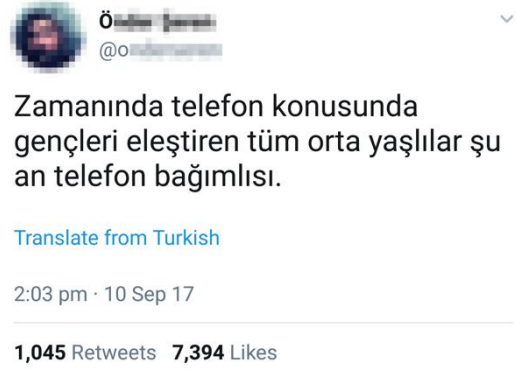 @o
Zamanında telefon konusunda
gençleri eleştiren tüm orta yaşlılar şu
an telefon bağımlısı.
Translate from Turkish
2:03 pm · 10 Sep 17
1,045 Retweets 7,394 Likes